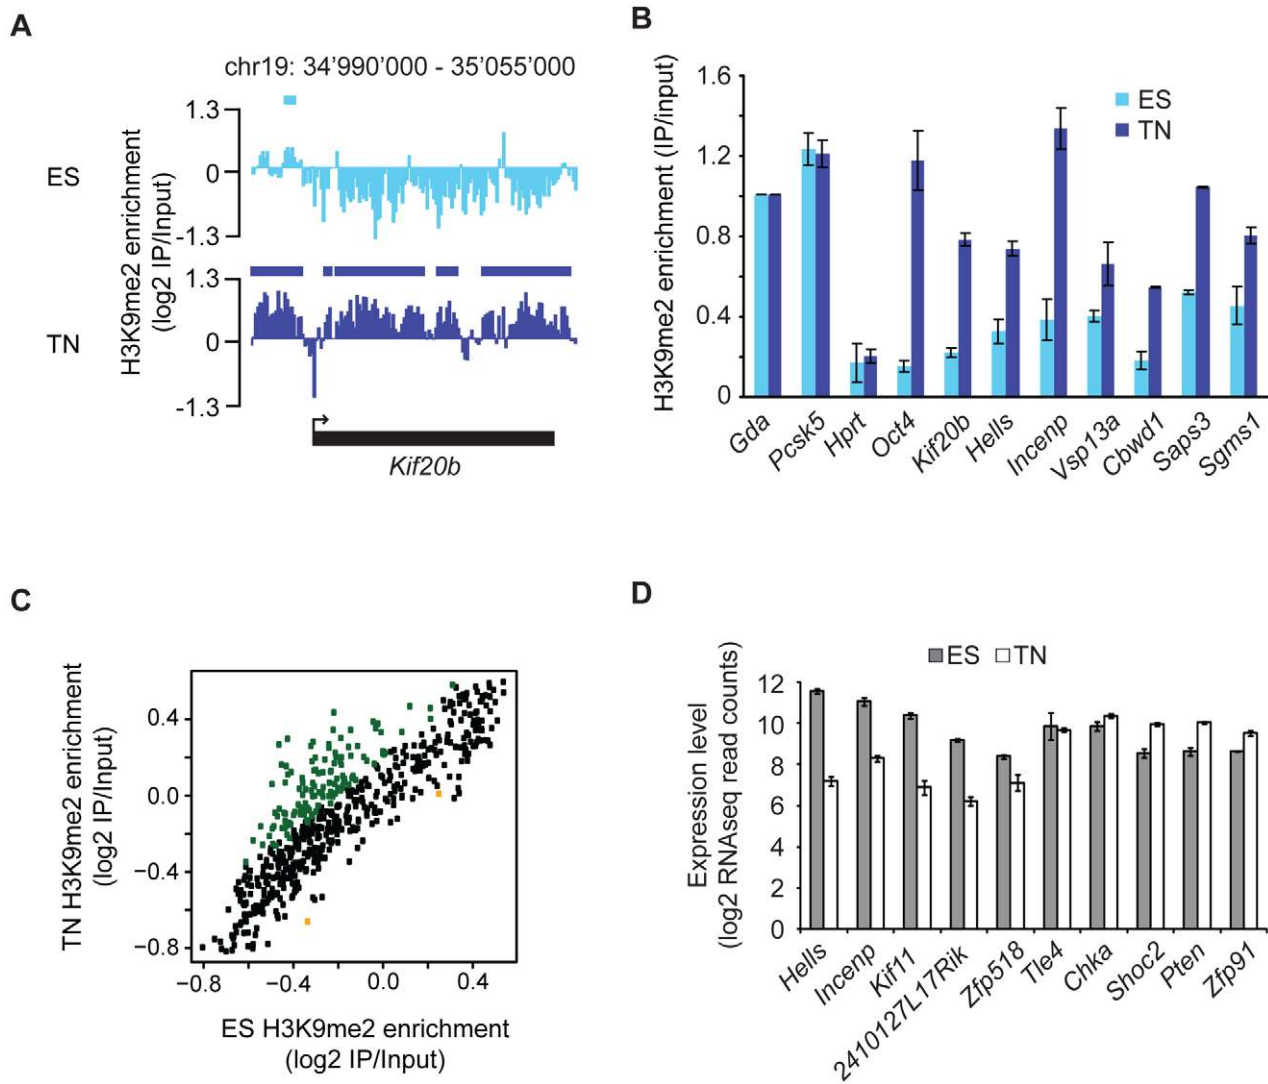 A
chr19: 34'990'000 - 35'055'000
ES
H3K9me2 enrichment
(log2 IP/Input)
1.3
0
-1.3
TN
1.3
0
-1.3
Kif20b
B
H3K9me2 enrichment (IP/input)
1.6
1.2
0.8
0.4
0
ES
TN
Gda
Pcsk5
Hprt
Oct4
Kif20b
Hells
Incenp
Vsp13a
Cbwd1
Saps3
Sgms1
C
TN H3K9me2 enrichment
(log2 IP/Input)
0.4
0.0
−0.4
−0.8
−0.8 −0.4 0.0 0.4
ES H3K9me2 enrichment
(log2 IP/Input)
D
ES TN
Expression level
(log2 RNAseq read counts)
12
10
8
6
4
2
0
Hells
Incenp
Kif11
2410127L17Rik
Zfp518
Tle4
Chka
Shoc2
Pten
Zfp91